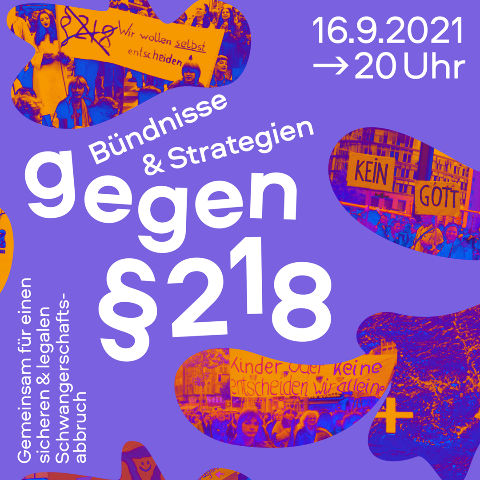 §218
Wir wollen selbst
entscheiden
16.9.2021
→ 20 Uhr
Bündnisse
& Strategien
gegen
§218
KEIN
GOTT
Gemeinsam für einen
sicheren & legalen
Schwangerschafts-
abbruch
Kinder oder keine
entscheiden wir alleine
+